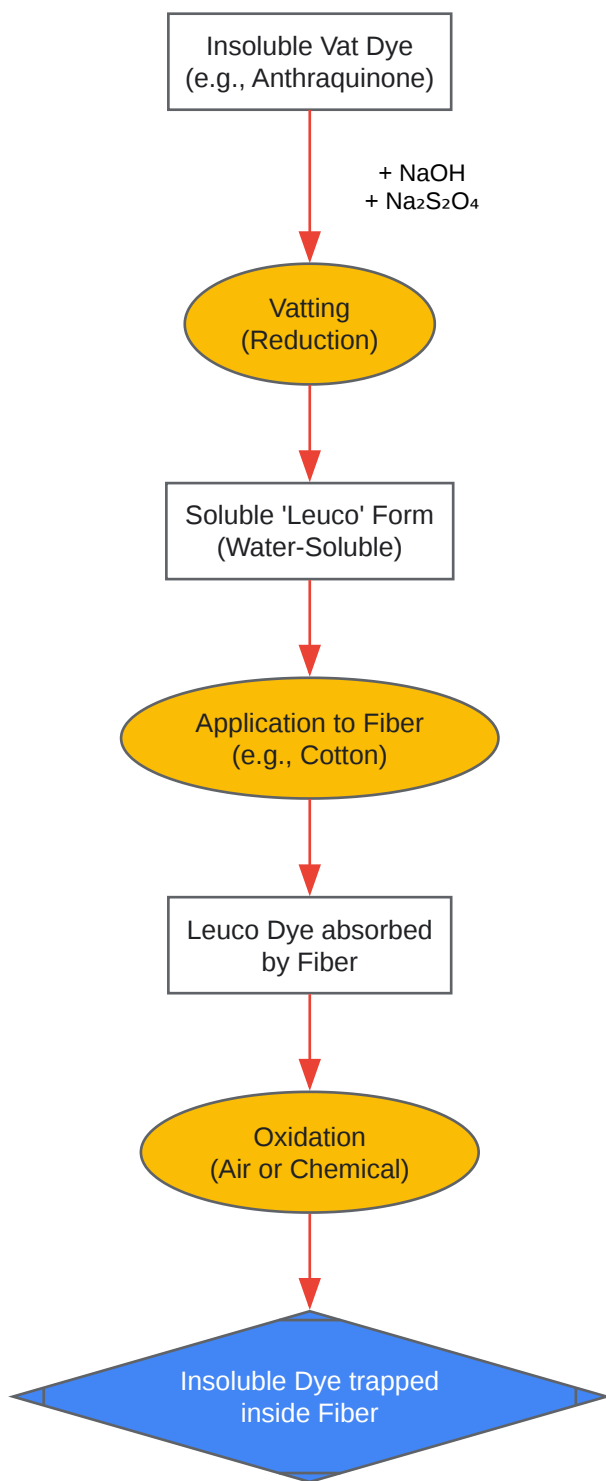 Insoluble Vat Dye
(e.g., Anthraquinone)
+ NaOH
+ Na₂S₂O₄
Vatting
(Reduction)
Soluble 'Leuco' Form
(Water-Soluble)
Application to Fiber
(e.g., Cotton)
Leuco Dye absorbed
by Fiber
Oxidation
(Air or Chemical)
Insoluble Dye trapped
inside Fiber